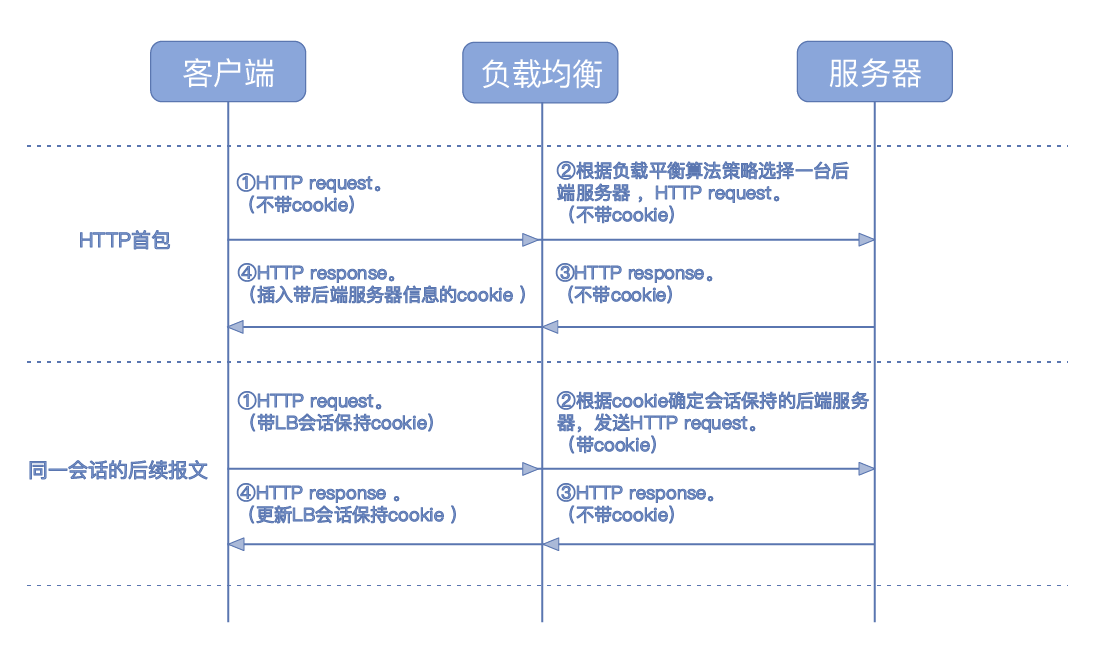 客户端
负载均衡
服务器
①HTTP request。
（不带cookie）
②根据负载平衡算法策略选择一台后
端服务器 ，HTTP request。
（不带cookie）
HTTP首包
④HTTP response。
（插入带后端服务器信息的cookie ）
③HTTP response。
（不带cookie）
①HTTP request。
（带LB会话保持cookie）
②根据cookie确定会话保持的后端服务
器，发送HTTP request。
（带cookie）
同一会话的后续报文
④HTTP response 。
（更新LB会话保持cookie ）
③HTTP response。
（不带cookie）